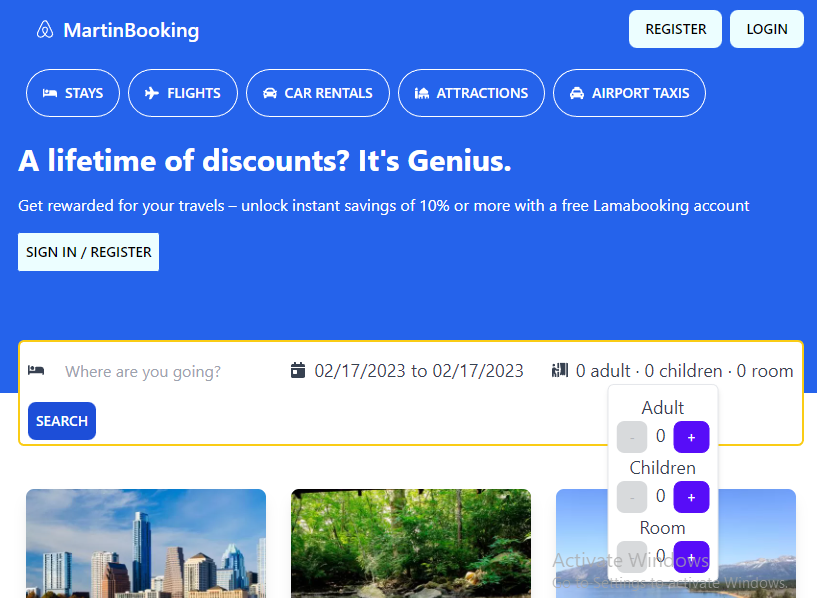 MartinBooking
REGISTER
LOGIN
STAYS
FLIGHTS
CAR RENTALS
ATTRACTIONS
AIRPORT TAXIS
A lifetime of discounts? It's Genius.
Get rewarded for your travels – unlock instant savings of 10% or more with a free Lamabooking account
SIGN IN / REGISTER
Where are you going?
02/17/2023 to 02/17/2023
0 adult · 0 children · 0 room
SEARCH
Adult
- 0 +
Children
- 0 +
Room
- 0 +
Activate Windows
Go to Settings to activate Windows.